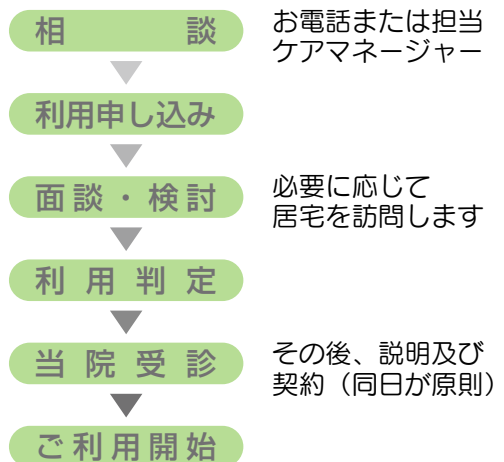 相談
お電話または担当
ケアマネージャー
利用申し込み
面談・検討
必要に応じて
居宅を訪問します
利用判定
当院受診
その後、説明及び
契約（同日が原則）
ご利用開始